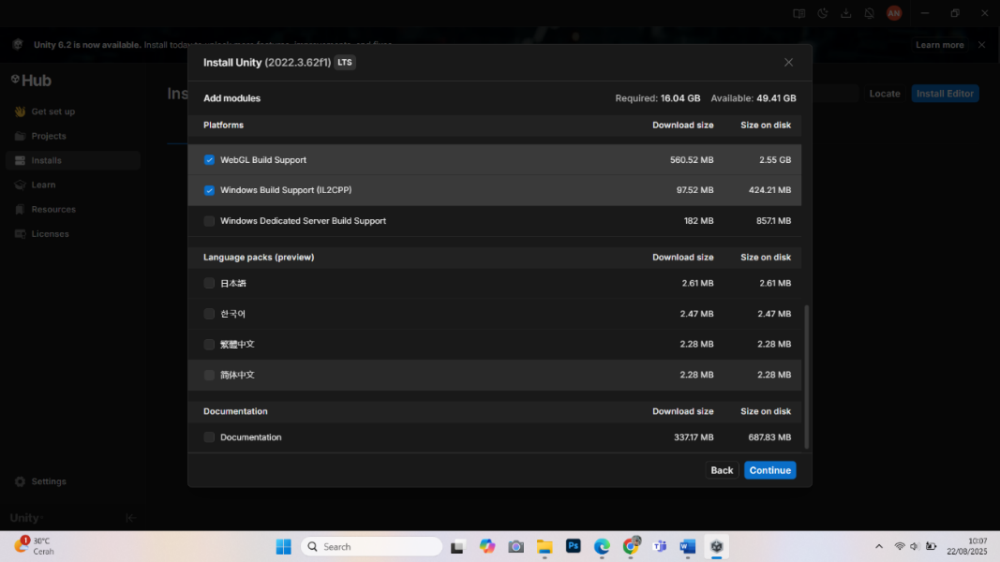 AN
Unity 6.2 is now available. Install today
Learn more
Hub
Install Unity (2022.3.62f1) LTS
Ins
Locate
Install Editor
Get set up
Projects
Installs
Learn
Resources
Licenses
Settings
Unity
Add modules
Required: 16.04 GB Available: 49.41 GB
Platforms Download size Size on disk
WebGL Build Support 560.52 MB 2.55 GB
Windows Build Support (IL2CPP) 97.52 MB 424.21 MB
Windows Dedicated Server Build Support 182 MB 857.1 MB
Language packs (preview) Download size Size on disk
日本語 2.61 MB 2.61 MB
한국어 2.47 MB 2.47 MB
繁體中文 2.28 MB 2.28 MB
简体中文 2.28 MB 2.28 MB
Documentation Download size Size on disk
Documentation 337.17 MB 687.83 MB
Back Continue
1
30°C
Cerah
Search
Ps
10:07
22/08/2025